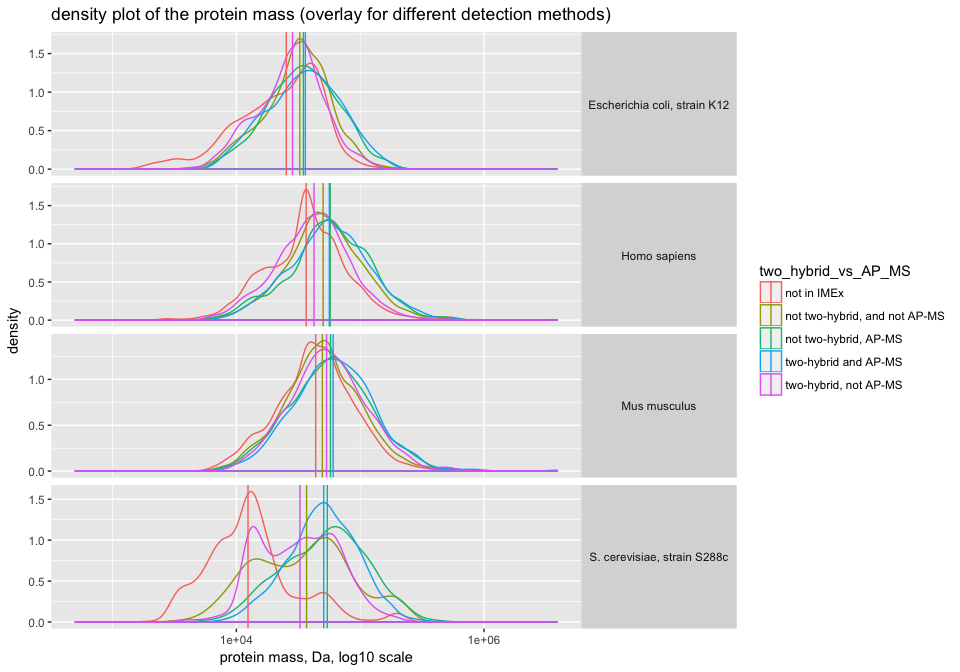 density plot of the protein mass (overlay for different detection methods)
density
1.5
1.0
0.5
0.0
Escherichia coli, strain K12
1.5
1.0
0.5
0.0
Homo sapiens
1.0
0.5
0.0
Mus musculus
1.5
1.0
0.5
0.0
S. cerevisiae, strain S288c
1e+04
1e+06
protein mass, Da, log10 scale
two_hybrid_vs_AP_MS
not in IMEx
not two-hybrid, and not AP-MS
not two-hybrid, AP-MS
two-hybrid and AP-MS
two-hybrid, not AP-MS